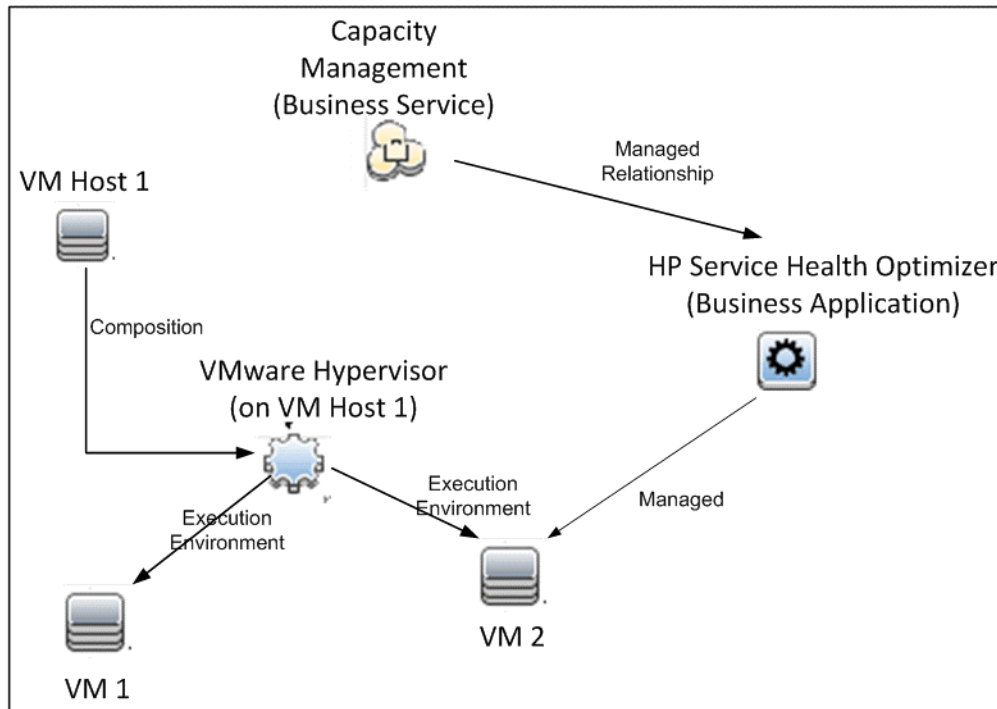 Capacity
Management
(Business Service)
Managed
Relationship
VM Host 1
HP Service Health Optimizer
(Business Application)
Composition
VMware Hypervisor
(on VM Host 1)
Execution
Environment
Managed
Execution
Environment
VM 2
VM 1